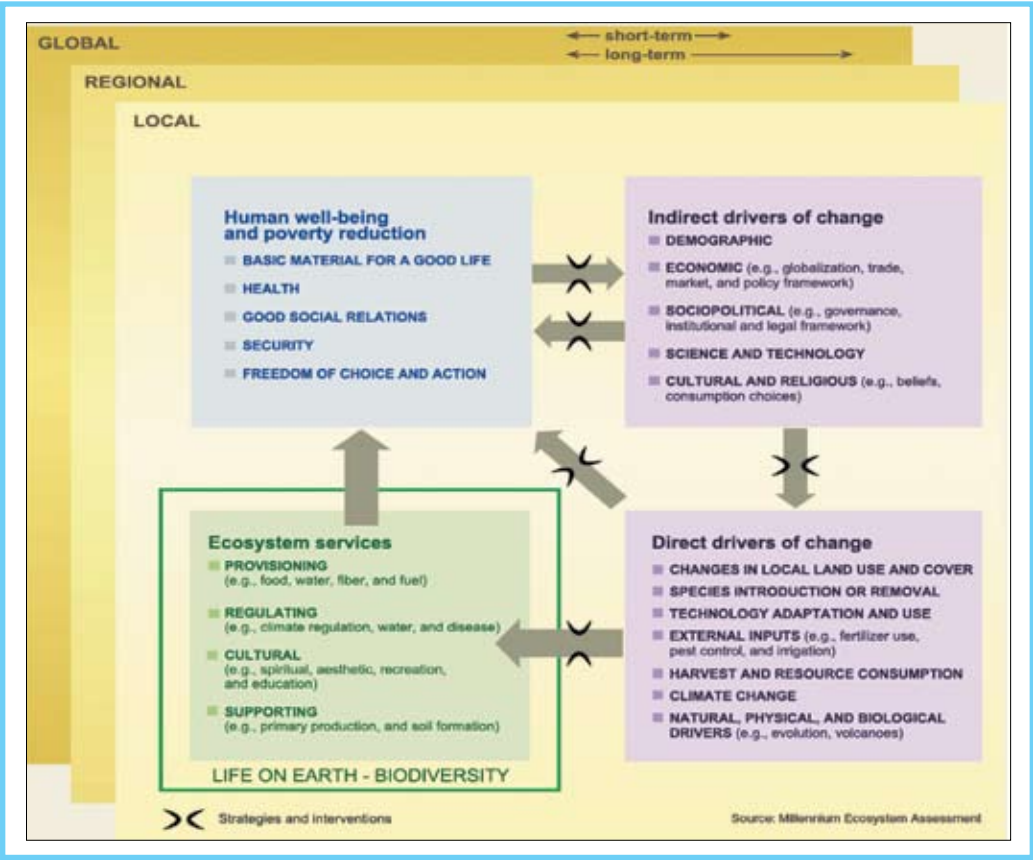 GLOBAL
short-term
long-term
REGIONAL
LOCAL
Human well-being
and poverty reduction
BASIC MATERIAL FOR A GOOD LIFE
HEALTH
GOOD SOCIAL RELATIONS
SECURITY
FREEDOM OF CHOICE AND ACTION
Indirect drivers of change
DEMOGRAPHIC
ECONOMIC (e.g., globalization, trade,
market, and policy framework)
SOCIOPOLITICAL (e.g., governance,
institutional and legal framework)
SCIENCE AND TECHNOLOGY
CULTURAL AND RELIGIOUS (e.g., beliefs,
consumption choices)
Ecosystem services
PROVISIONING
(e.g., food, water, fiber, and fuel)
REGULATING
(e.g., climate regulation, water, and disease)
CULTURAL
(e.g., spiritual, aesthetic, recreation,
and education)
SUPPORTING
(e.g., primary production, and soil formation)
LIFE ON EARTH - BIODIVERSITY
Direct drivers of change
CHANGES IN LOCAL LAND USE AND COVER
SPECIES INTRODUCTION OR REMOVAL
TECHNOLOGY ADAPTATION AND USE
EXTERNAL INPUTS (e.g., fertilizer use,
pest control, and irrigation)
HARVEST AND RESOURCE CONSUMPTION
CLIMATE CHANGE
NATURAL, PHYSICAL, AND BIOLOGICAL
DRIVERS (e.g., evolution, volcanoes)
Strategies and interventions
Source: Millennium Ecosystem Assessment